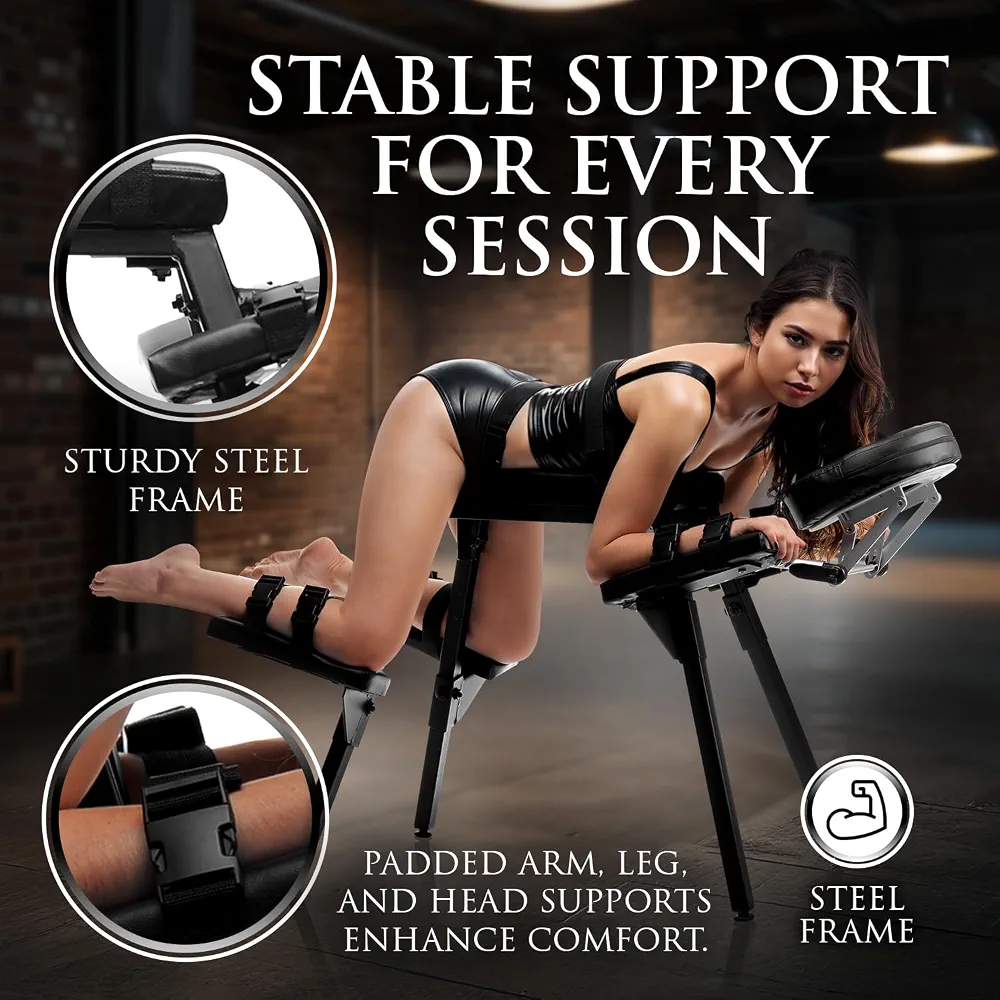 STABLE SUPPORT
FOR EVERY
SESSION
STURDY STEEL
FRAME
PADDED ARM, LEG,
AND HEAD SUPPORTS
ENHANCE COMFORT.
STEEL
FRAME